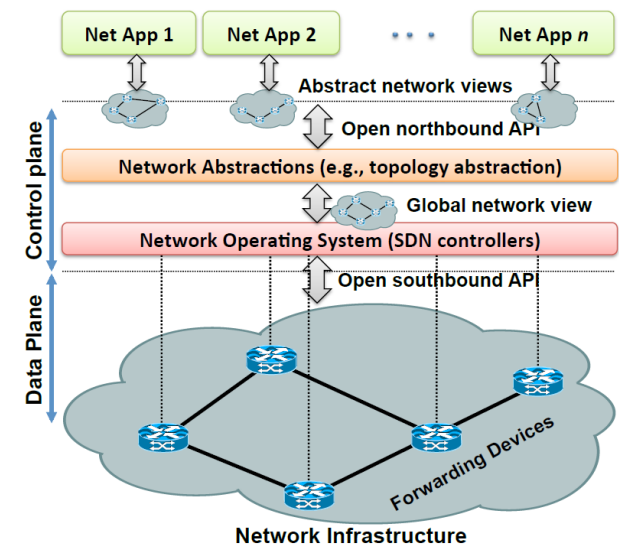 Net App 1
Net App 2
Net App n
Abstract network views
Open northbound API
Network Abstractions (e.g., topology abstraction)
Global network view
Network Operating System (SDN controllers)
Open southbound API
Control plane
Data Plane
Forwarding Devices
Network Infrastructure